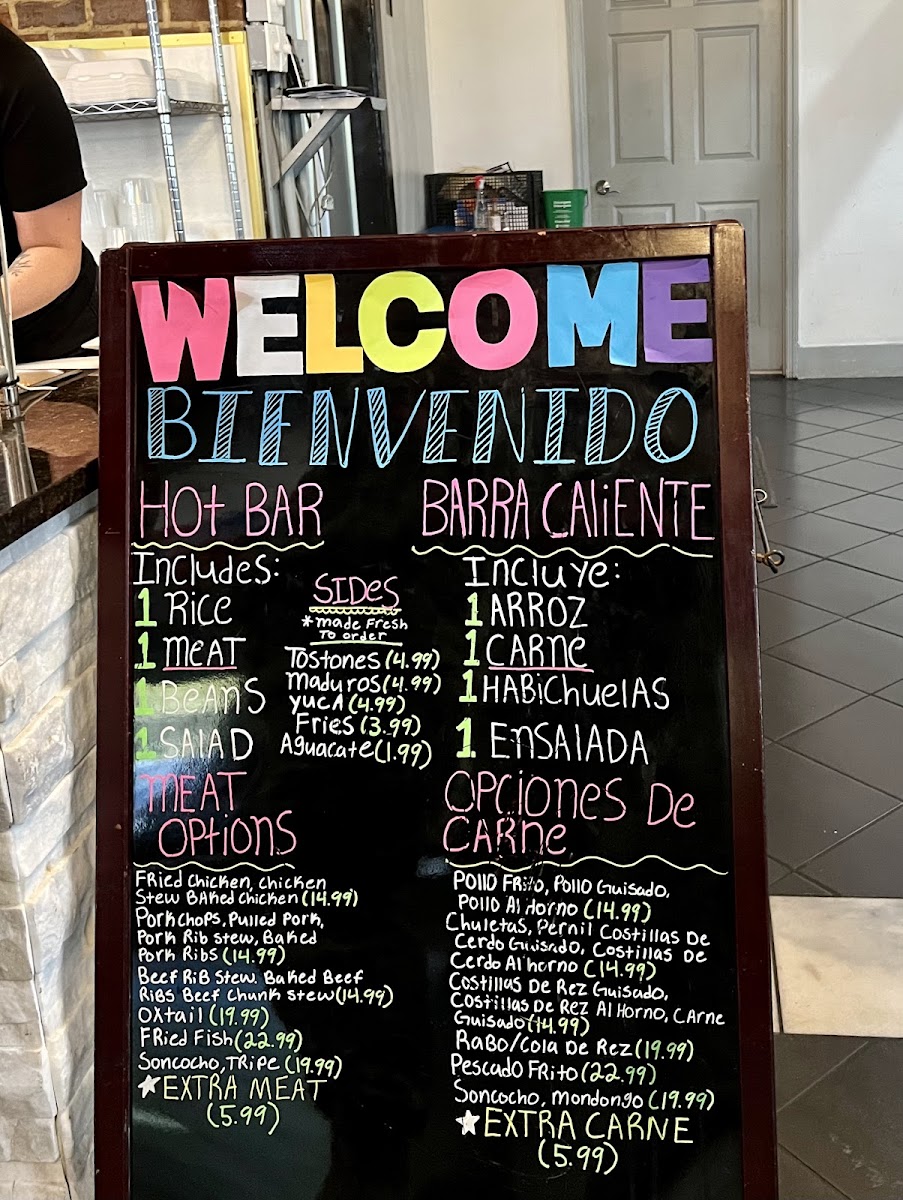 WELCOME
BIENVENIDO
HOt BAR
Includes:
1 Rice
1 meat
1 Beans
1 Salad
SIDeS
*made Fresh
To order
Tostones (4.99)
maduros (4.99)
yucA (4.99)
Fries (3.99)
Aguacate (1.99)
MEAT
Options
Fried chicken, chicken
Stew BAked chicken (14.99)
Porkchops, Pulled Pork,
Pork Rib stew, Baked
Pork Ribs (14.99)
Beef RiB Stew. Baked Beef
RiBs Beef Chunk stew (14.99)
oxtail (19.99)
FRied Fish (22.99)
Soncocho, TRipe (19.99)
★EXTRA MEAT
(5.99)
BARRA CALiENTE
Incluye:
1 ARROZ
1 CARNe
1 HABichuelAS
1 EnSAlADA
OPCiones De
CARne
Pollo Frito, Pollo Guisado,
Pollo Al Horno (14.99)
Chuletas, Pernil Costillas De
Cerdo Guisado, Costillas De
Cerdo Al horno (14.99)
Costillas De Rez Guisado,
Costillas De Rez Al Horno, CArne
Guisado (14.99)
RaBo/Cola De Rez (19.99)
Pescado FRito (22.99)
Soncocho, mondongo (19.99)
★EXTRA CARNE
(5.99)